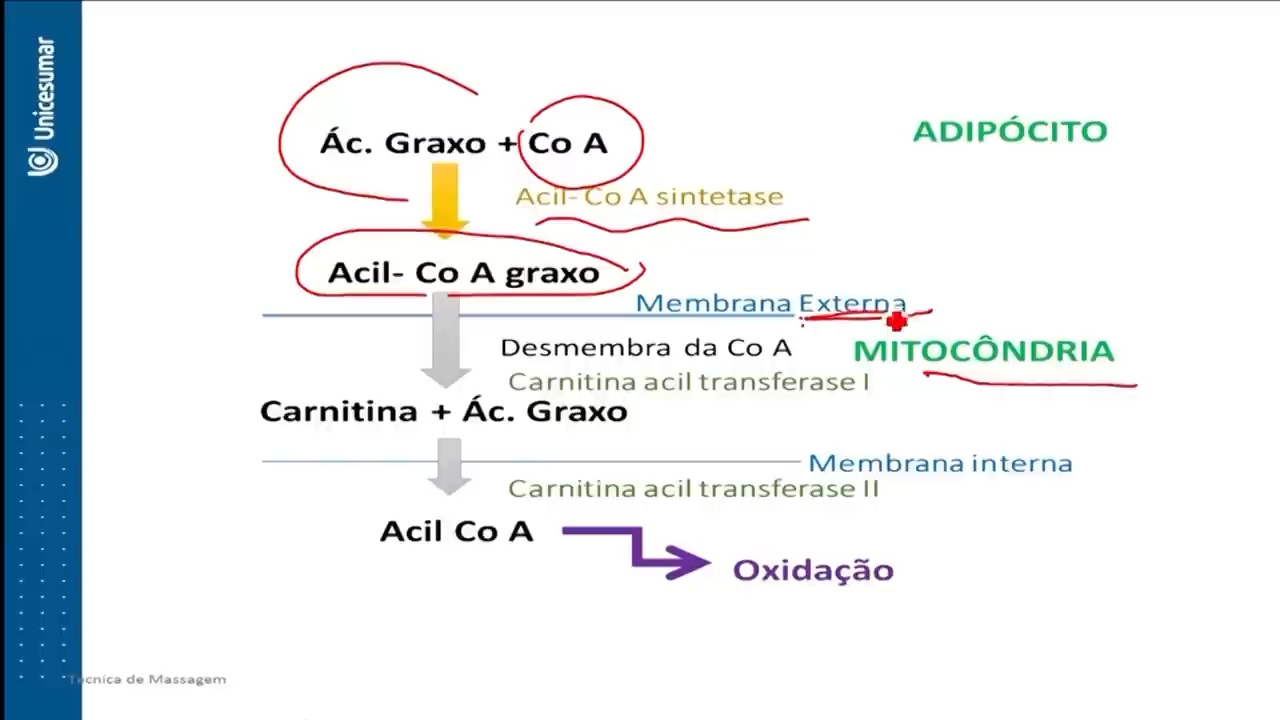 Unicesumar
Ác. Graxo + Co A
ADIPÓCITO
Acil- Co A sintetase
Acil- Co A graxo
Membrana Externa
Desmembra da Co A
MITOCÔNDRIA
Carnitina acil transferase I
Carnitina + Ác. Graxo
Membrana interna
Carnitina acil transferase II
Acil Co A
Oxidação
Tecnica de Massagem